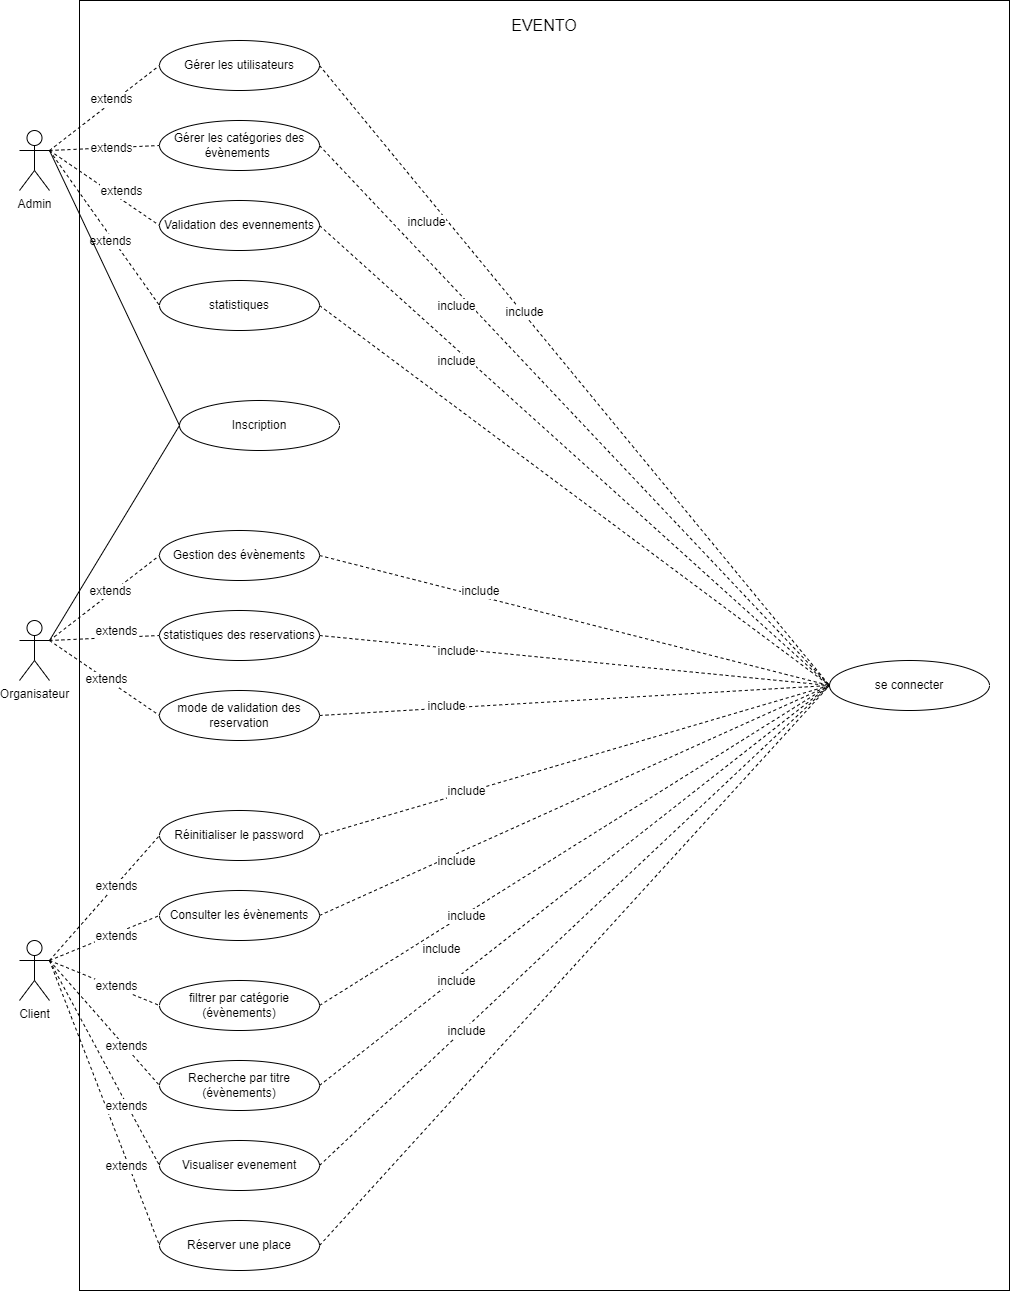 EVENTO
Gérer les utilisateurs
extends
Gérer les catégories des
évènements
extends
Admin
extends
Validation des evennements
include
extends
statistiques
include
include
include
Inscription
Gestion des évènements
extends
include
extends
statistiques des reservations
include
Organisateur
extends
mode de validation des
reservation
include
se connecter
include
Réinitialiser le password
include
extends
Consulter les évènements
include
extends
include
extends
filtrer par catégorie
(évènements)
include
Client
include
extends
Recherche par titre
(évènements)
extends
Visualiser evenement
extends
Réserver une place